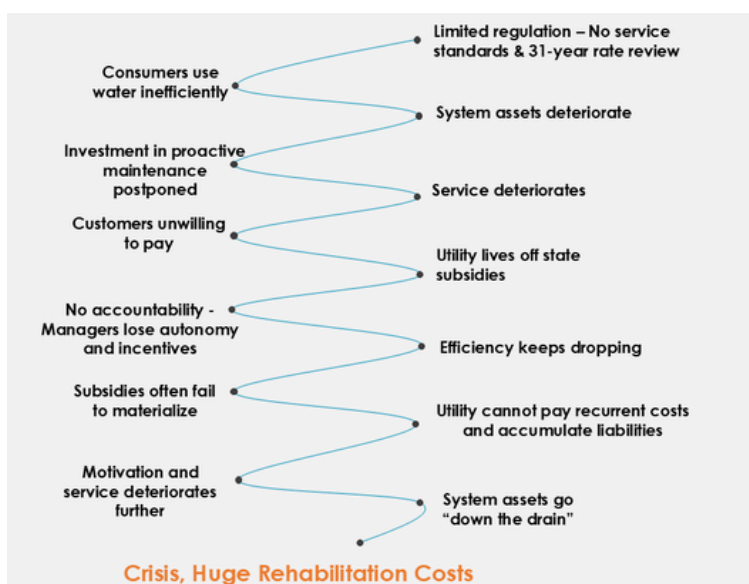 Limited regulation – No service
standards & 31-year rate review
Consumers use
water inefficiently
System assets deteriorate
Investment in proactive
maintenance
postponed
Service deteriorates
Customers unwilling
to pay
Utility lives off state
subsidies
No accountability -
Managers lose autonomy
and incentives
Efficiency keeps dropping
Subsidies often fail
to materialize
Utility cannot pay recurrent costs
and accumulate liabilities
Motivation and
service deteriorates
further
System assets go
“down the drain”
Crisis, Huge Rehabilitation Costs